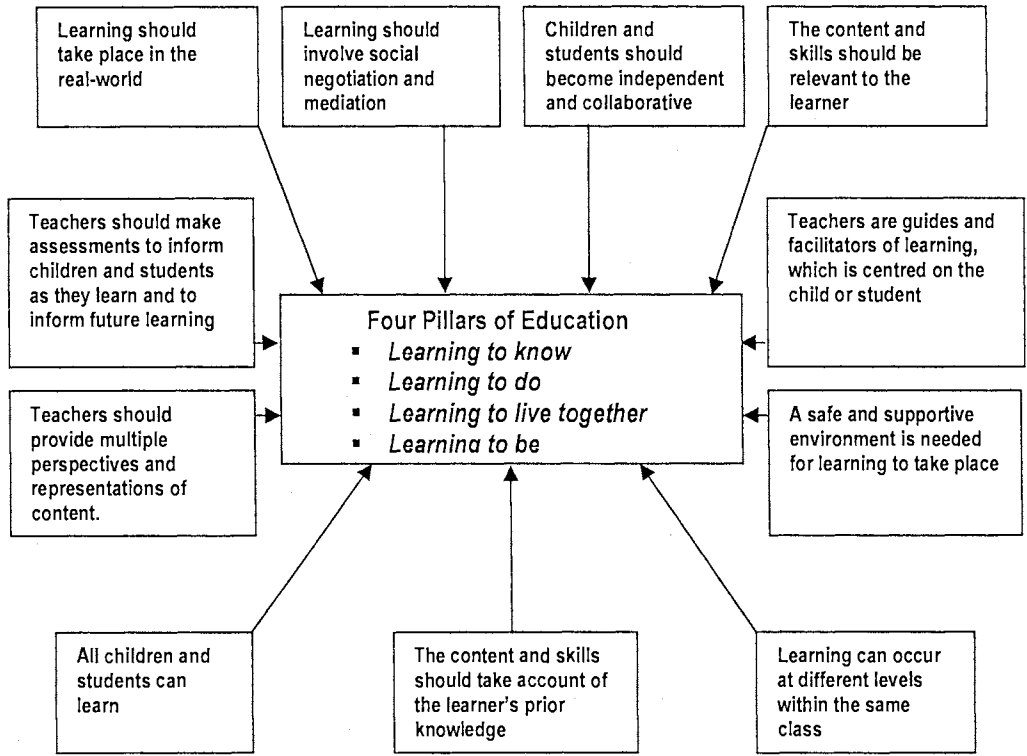 Learning should
take place in the
real-world
Learning should
involve social
negotiation and
mediation
Children and
students should
become independent
and collaborative
The content and
skills should be
relevant to the
learner
Teachers should make
assessments to inform
children and students
as they learn and to
inform future learning
Teachers are guides and
facilitators of learning,
which is centred on the
child or student
Four Pillars of Education
▪ Learning to know
▪ Learning to do
▪ Learning to live together
▪ Learning to be
Teachers should
provide multiple
perspectives and
representations of
content.
A safe and supportive
environment is needed
for learning to take place
All children and
students can
learn
The content and skills
should take account of
the learner's prior
knowledge
Learning can occur
at different levels
within the same
class